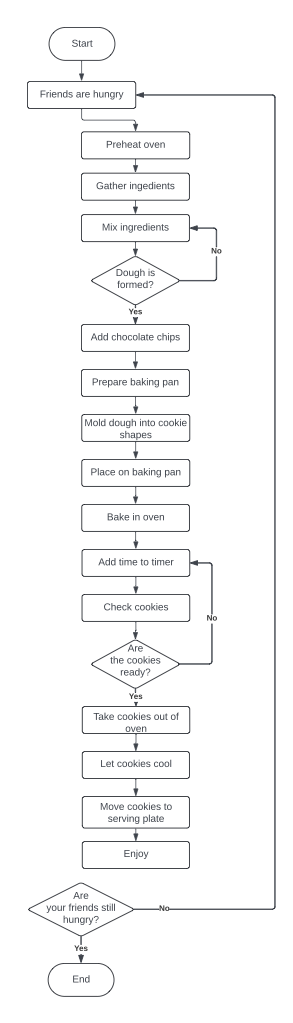 Start
Friends are hungry
Preheat oven
Gather ingedients
Mix ingredients
No
Dough is
formed?
Yes
Add chocolate chips
Prepare baking pan
Mold dough into cookie
shapes
Place on baking pan
Bake in oven
Add time to timer
Check cookies
No
Are
the cookies
ready?
Yes
Take cookies out of
oven
Let cookies cool
Move cookies to
serving plate
Enjoy
Are
your friends still
hungry?
No
Yes
End